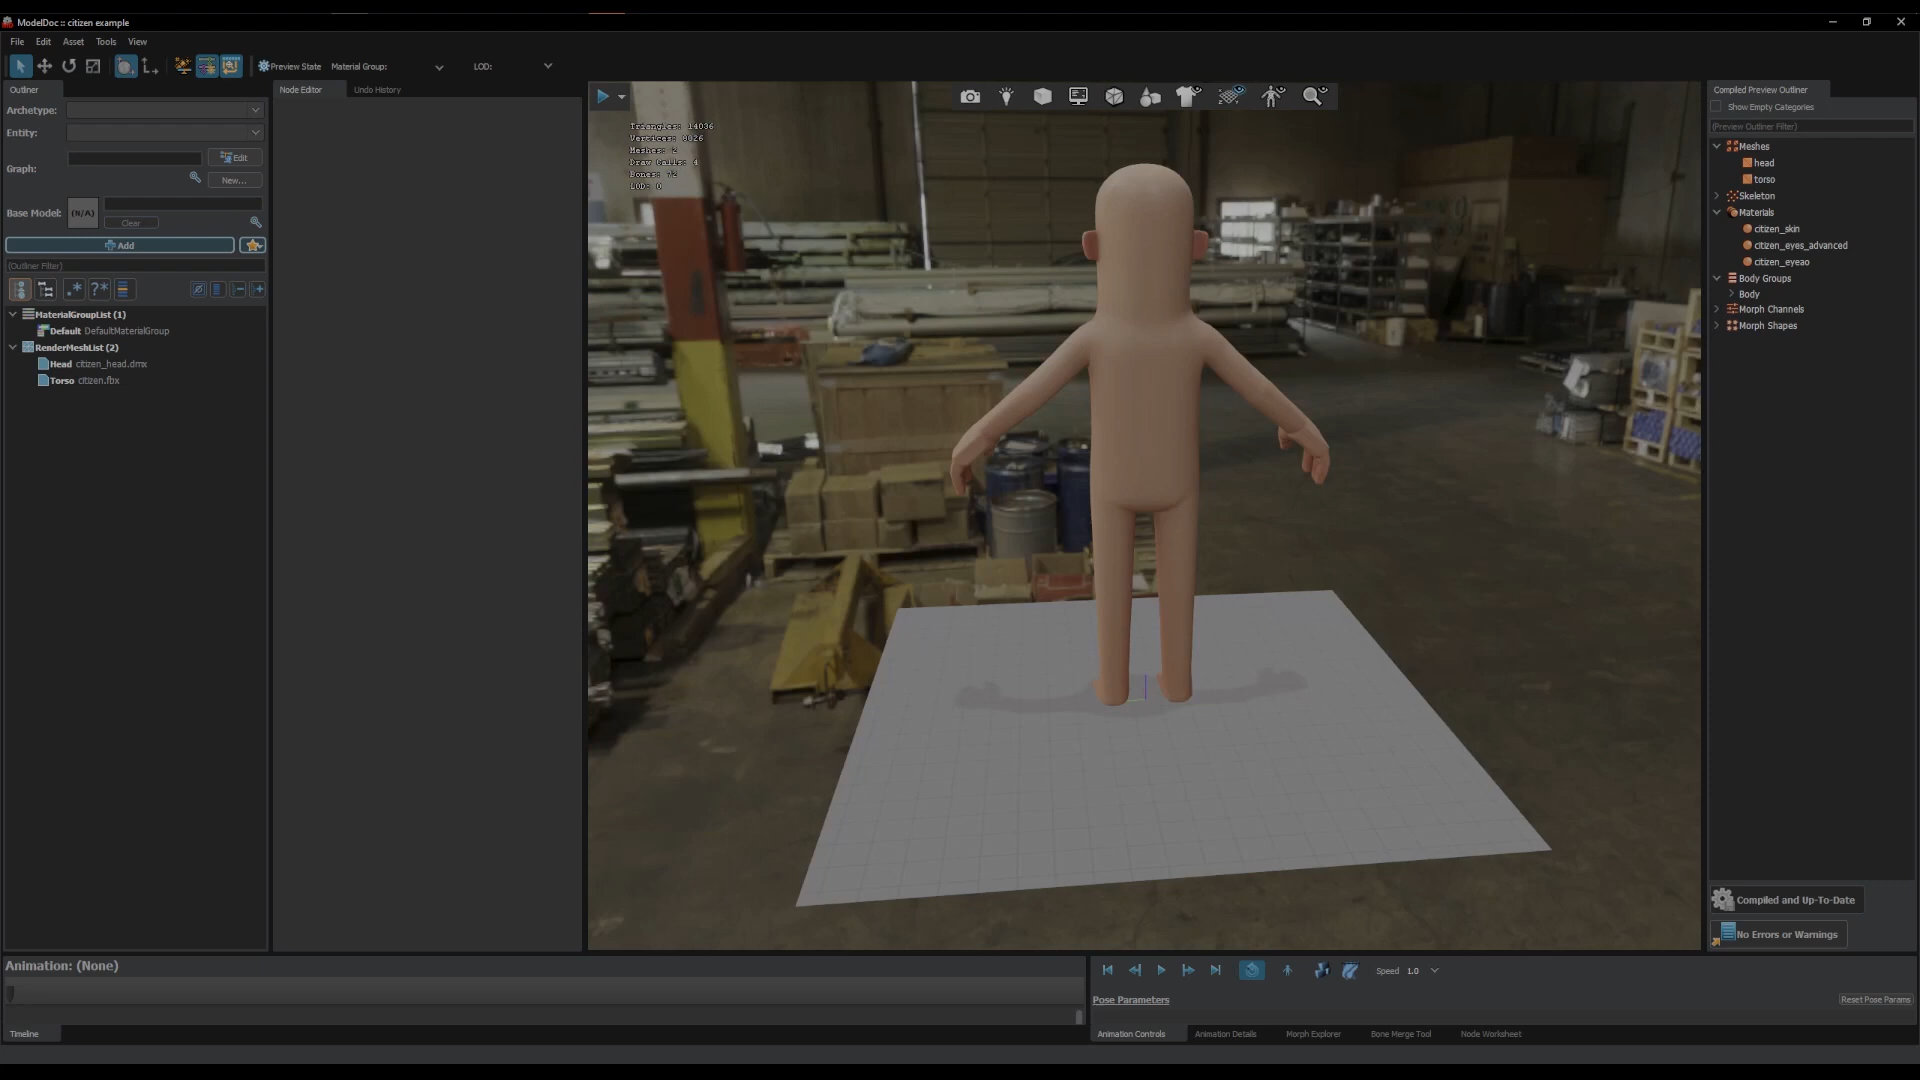 ModelDoc :: citizen example
File Edit Asset Tools View
Preview State Material Group: LOD:
Outliner
Archetype:
Entity:
Graph:
Edit
New...
Base Model: (N/A)
Clear
Add
(Outliner Filter)
MaterialGroupList (1)
Default DefaultMaterialGroup
RenderMeshList (2)
Head citizen_head.dmx
Torso citizen.fbx
Node Editor Undo History
Triangles: 14036
Vertices: 9026
Meshes: 2
Draw Calls: 4
Bones: 72
LOD: 0
Compiled Preview Outliner
Show Empty Categories
(Preview Outliner Filter)
Meshes
head
torso
Skeleton
Materials
citizen_skin
citizen_eyes_advanced
citizen_eyeao
Body Groups
Body
Morph Channels
Morph Shapes
Compiled and Up-To-Date
No Errors or Warnings
Animation: (None)
Timeline
Speed 1.0
Pose Parameters
Reset Pose Params
Animation Controls Animation Details Morph Explorer Bone Merge Tool Node Worksheet